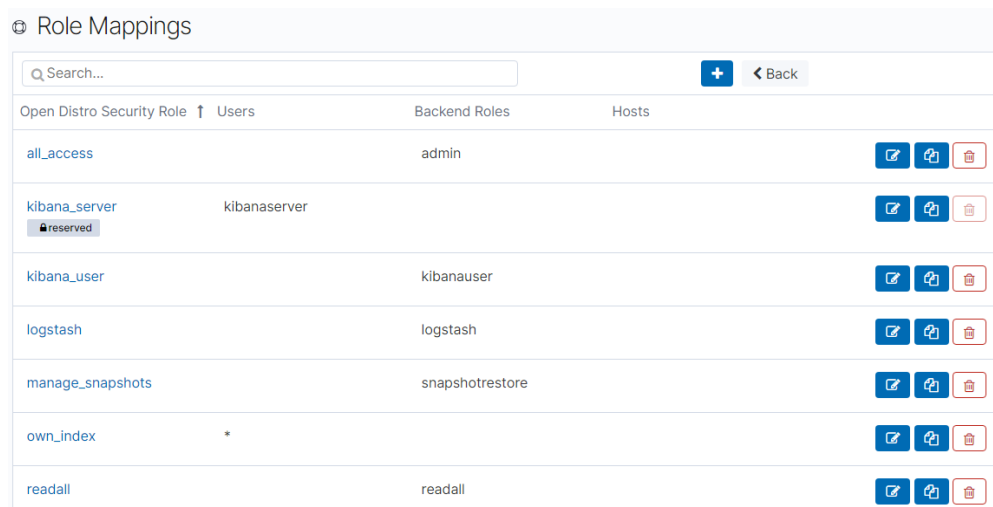 Role Mappings
Search...
Back
Open Distro Security Role Users Backend Roles Hosts
all_access admin
kibana_server kibanaserver
reserved
kibana_user kibanauser
logstash logstash
manage_snapshots snapshotrestore
own_index *
readall readall